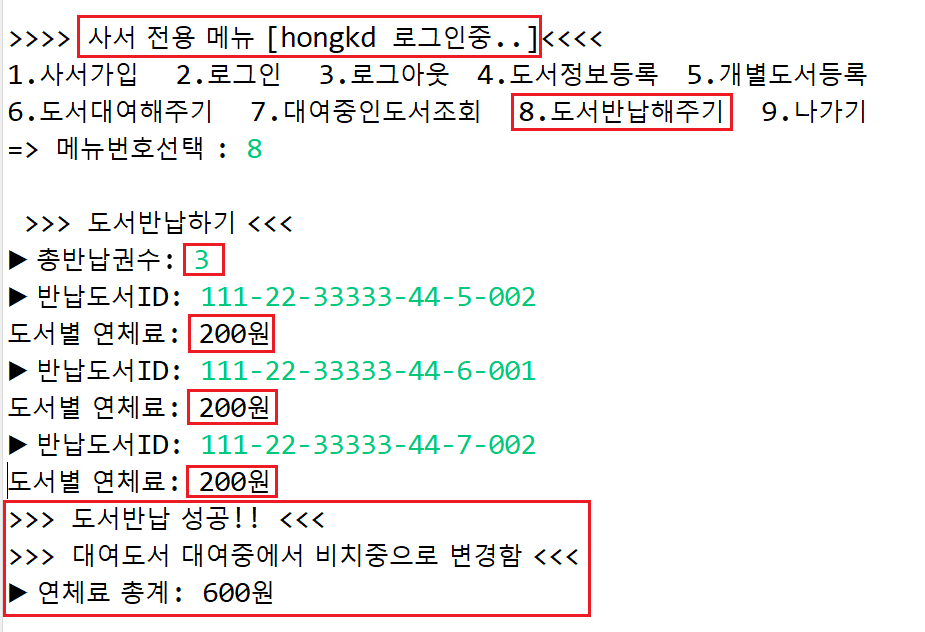 >>>> 사서 전용 메뉴 [hongkd 로그인중..]<<<<
1.사서가입 2.로그인 3.로그아웃 4.도서정보등록 5.개별도서등록
6.도서대여해주기 7.대여중인도서조회 8.도서반납해주기 9.나가기
=> 메뉴번호선택 : 8
>>> 도서반납하기 <<<
▶ 총반납권수: 3
▶ 반납도서ID: 111-22-33333-44-5-002
도서별 연체료: 200원
▶ 반납도서ID: 111-22-33333-44-6-001
도서별 연체료: 200원
▶ 반납도서ID: 111-22-33333-44-7-002
도서별 연체료: 200원
>>> 도서반납 성공!! <<<
>>> 대여도서 대여중에서 비치중으로 변경함 <<<
▶ 연체료 총계: 600원